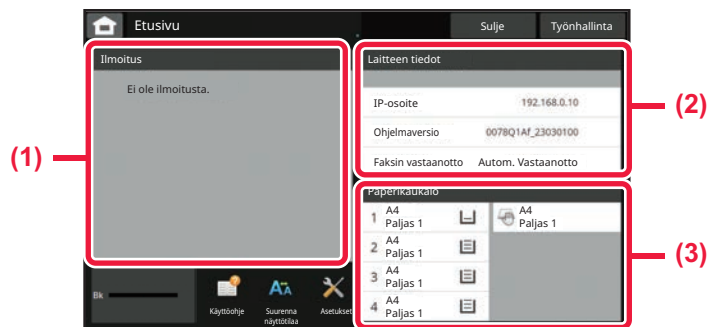 Etusivu
Sulje
Työnhallinta
Ilmoitus
Ei ole ilmoitusta.
(1)
Laitteen tiedot
IP-osoite 192.168.0.10
Ohjelmaversio 0078Q1Af_23030100
Faksin vastaanotto Autom. Vastaanotto
(2)
Paperikaukalo
1 A4
Paljas 1
2 A4
Paljas 1
3 A4
Paljas 1
4 A4
Paljas 1
A4
Paljas 1
(3)
Bk
Käyttöohje
Suurenna
näyttötilaa
Asetukset